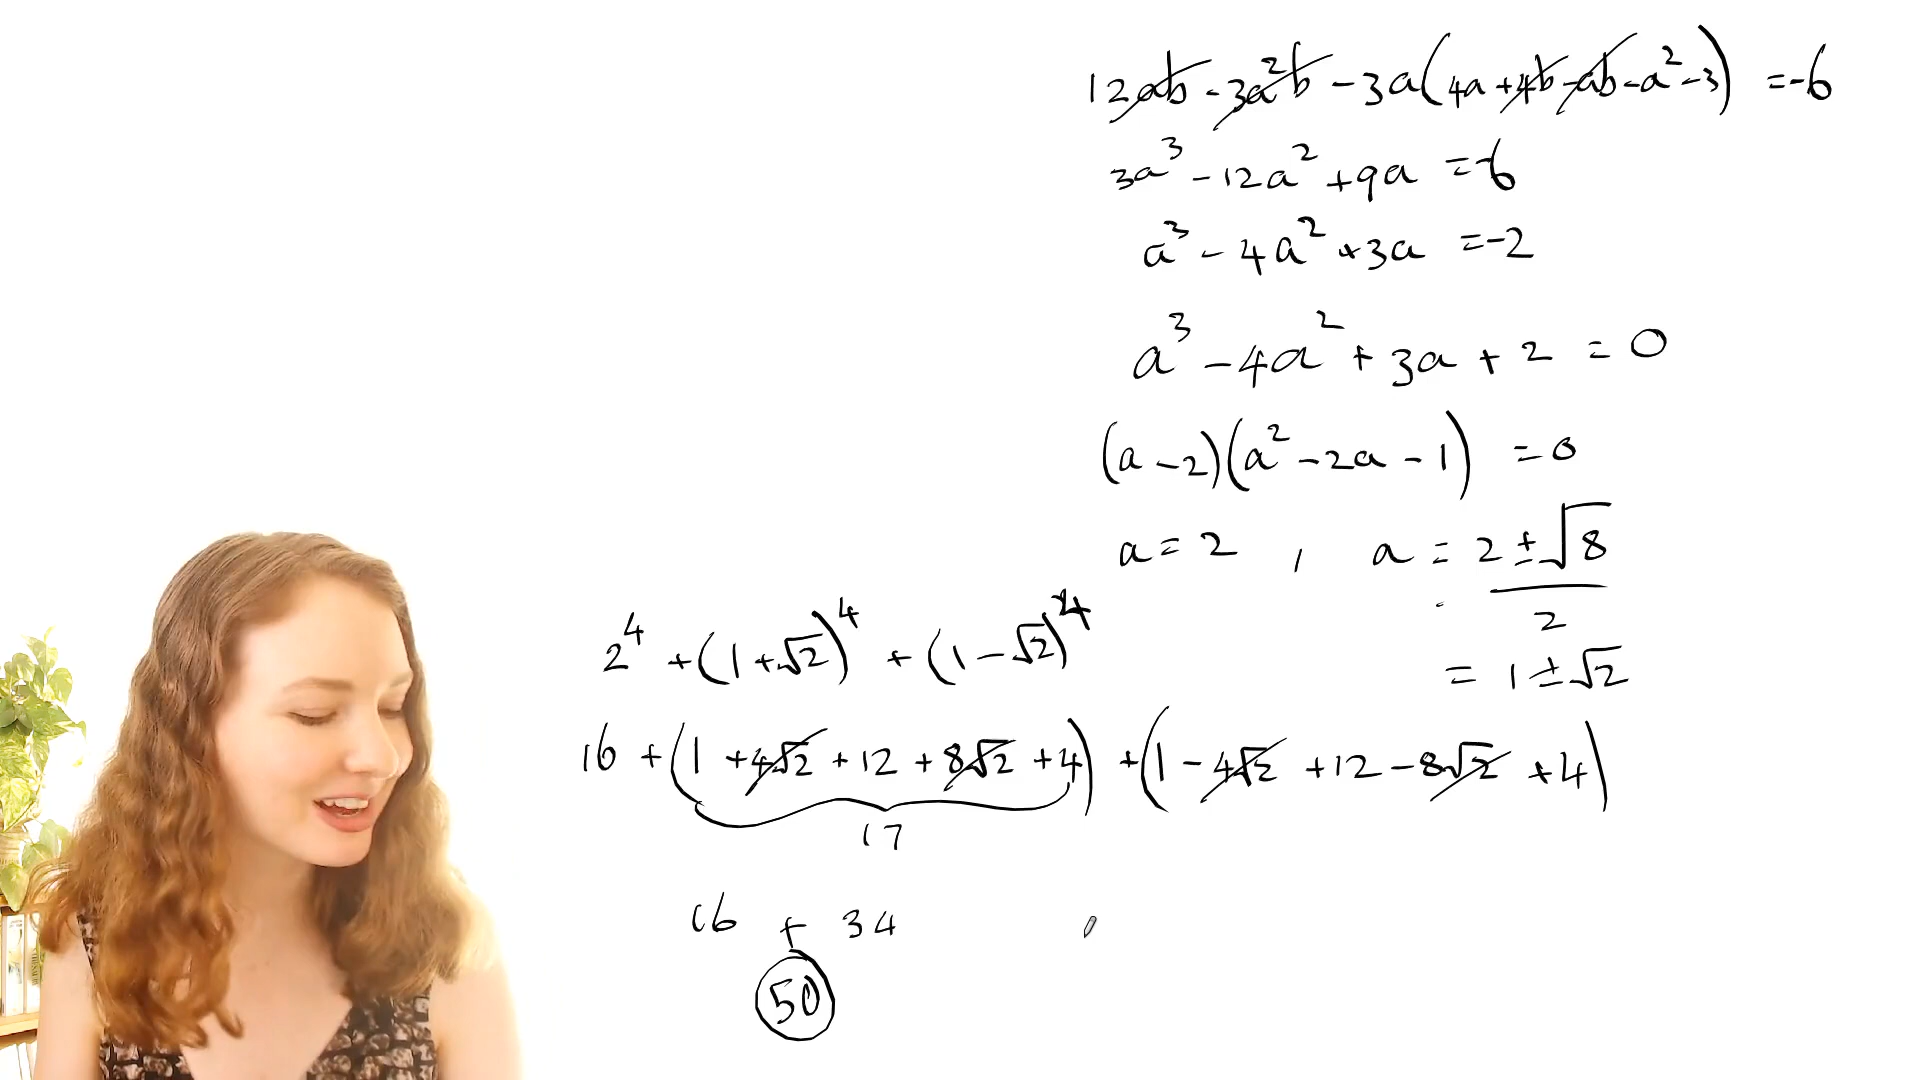 12ab - 3a²b - 3a(4a + 4b - ab - a² - 3) = -6
3a³ - 12a² + 9a = -6
a³ - 4a² + 3a = -2
a³ - 4a² + 3a + 2 = 0
(a - 2)(a² - 2a - 1) = 0
a = 2 , a = 2 ± √8
2
= 1 ± √2
2⁴ + (1 + √2)⁴ + (1 - √2)⁴
16 + (1 + 4√2 + 12 + 8√2 + 4) + (1 - 4√2 + 12 - 8√2 + 4)
17
16 + 34
50